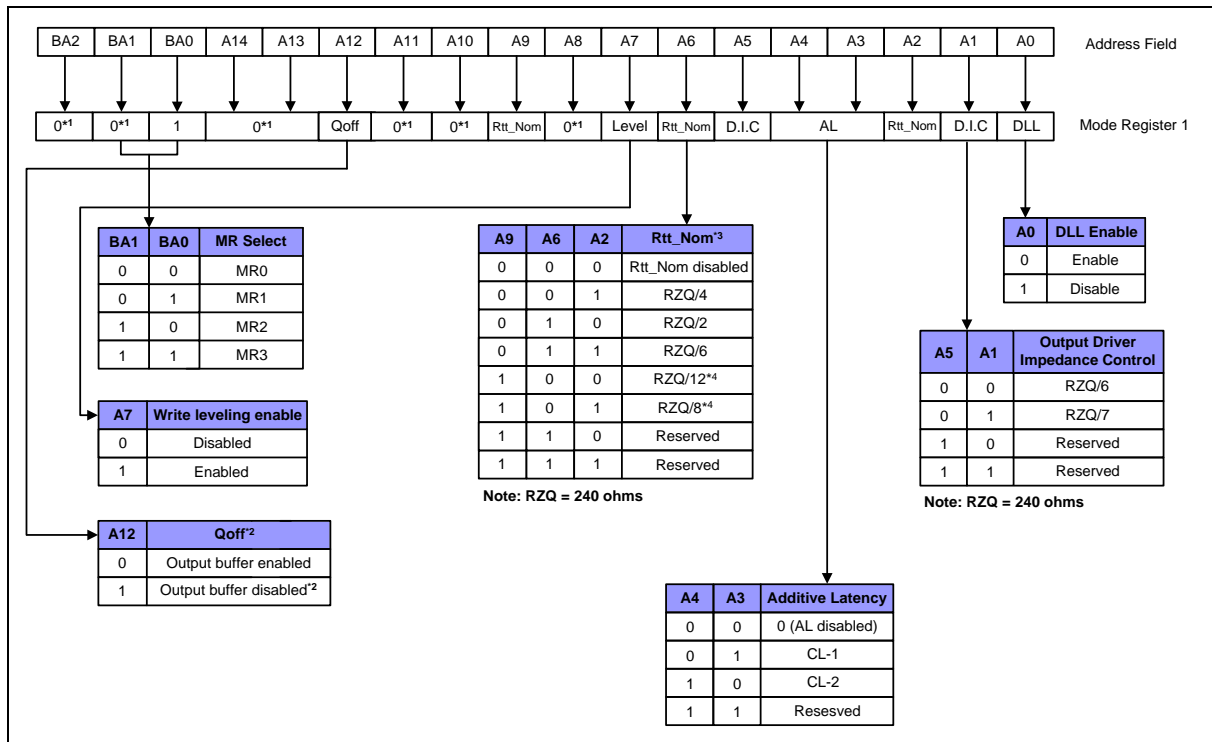 BA2 BA1 BA0 A14 A13 A12 A11 A10 A9 A8 A7 A6 A5 A4 A3 A2 A1 A0 Address Field
0*1 0*1 1 0*1 Qoff 0*1 0*1 Rtt_Nom 0*1 Level Rtt_Nom D.I.C AL Rtt_Nom D.I.C DLL Mode Register 1
BA1 BA0 MR Select
0 0 MR0
0 1 MR1
1 0 MR2
1 1 MR3
A7 Write leveling enable
0 Disabled
1 Enabled
A12 Qoff*2
0 Output buffer enabled
1 Output buffer disabled*2
A9 A6 A2 Rtt_Nom*3
0 0 0 Rtt_Nom disabled
0 0 1 RZQ/4
0 1 0 RZQ/2
0 1 1 RZQ/6
1 0 0 RZQ/12*4
1 0 1 RZQ/8*4
1 1 0 Reserved
1 1 1 Reserved
Note: RZQ = 240 ohms
A4 A3 Additive Latency
0 0 0 (AL disabled)
0 1 CL-1
1 0 CL-2
1 1 Resesved
A0 DLL Enable
0 Enable
1 Disable
A5 A1 Output Driver
Impedance Control
0 0 RZQ/6
0 1 RZQ/7
1 0 Reserved
1 1 Reserved
Note: RZQ = 240 ohms